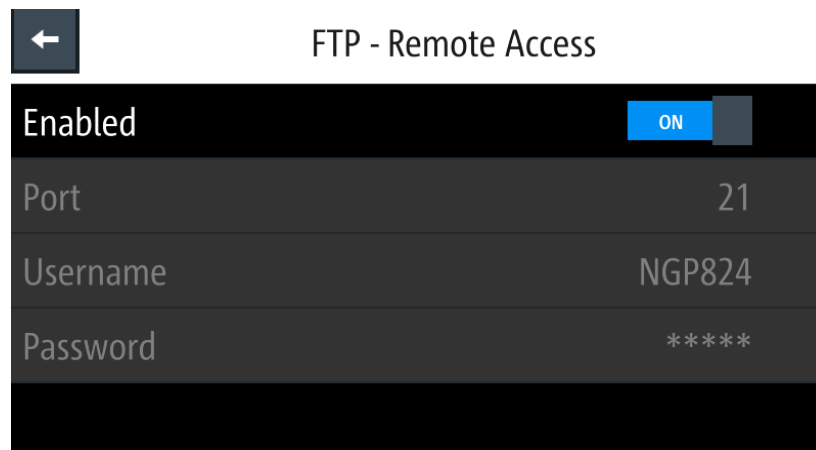 FTP - Remote Access
Enabled ON
Port 21
Username NGP824
Password *****